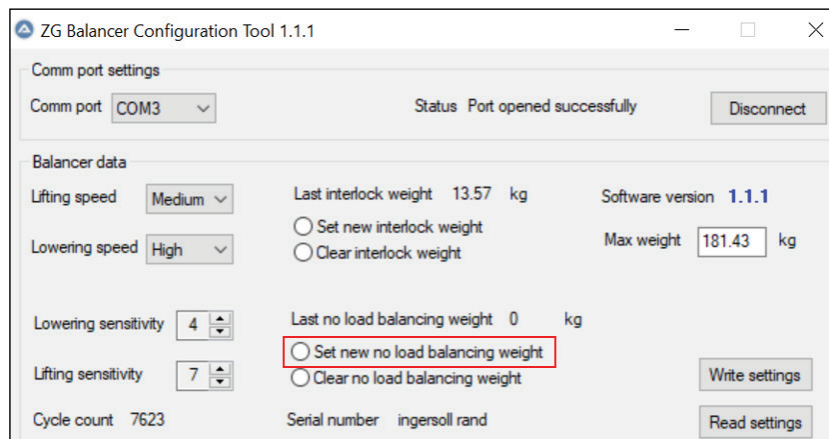 ZG Balancer Configuration Tool 1.1.1
Comm port settings
Comm port COM3 Status Port opened successfully Disconnect
Balancer data
Lifting speed Medium Last interlock weight 13.57 kg Software version 1.1.1
Set new interlock weight
Lowering speed High Clear interlock weight Max weight 181.43 kg
Lowering sensitivity 4 Last no load balancing weight 0 kg
Set new no load balancing weight
Lifting sensitivity 7 Clear no load balancing weight Write settings
Cycle count 7623 Serial number ingersoll rand Read settings